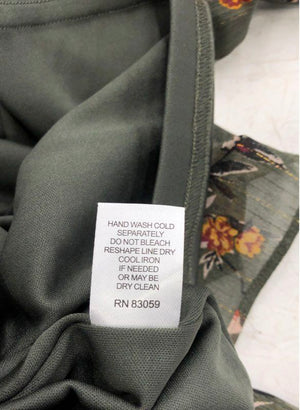 HAND WASH COLD
SEPARATELY
DO NOT BLEACH
RESHAPE LINE DRY
COOL IRON
IF NEEDED
OR MAY BE
DRY CLEAN
RN 83059